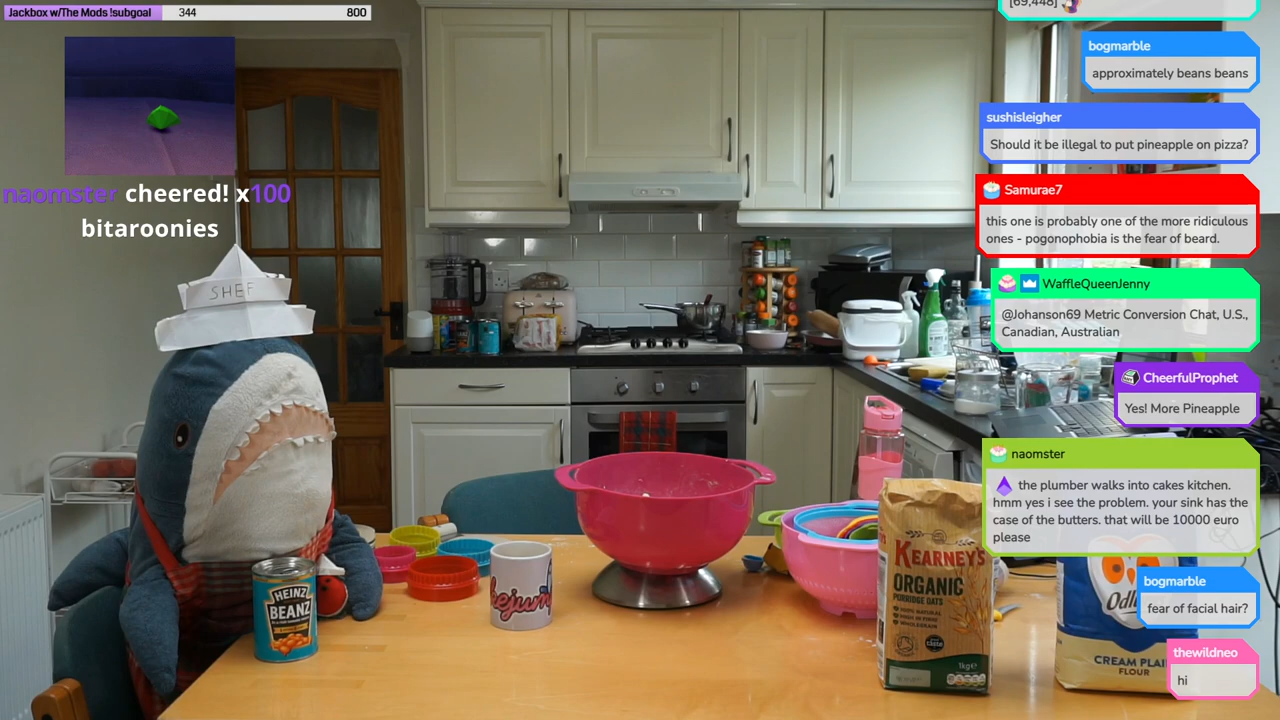 Jackbox w/The Mods !subgoal 344 800
[69,448]
bogmarble
approximately beans beans
sushisleigher
Should it be illegal to put pineapple on pizza?
Samurae7
this one is probably one of the more ridiculous
ones - pogonophobia is the fear of beard.
WaffleQueenJenny
@Johanson69 Metric Conversion Chat, U.S.,
Canadian, Australian
CheerfulProphet
Yes! More Pineapple
naomster
the plumber walks into cakes kitchen.
hmm yes i see the problem. your sink has the
case of the butters. that will be 10000 euro
please
bogmarble
fear of facial hair?
thewildneo
hi
naomster cheered! x100
bitaroonies
SHEF
HEINZ
BEANZ
KEARNEY'S
ORGANIC
PORRIDGE OATS
1kg e
CREAM PLAI
FLOUR